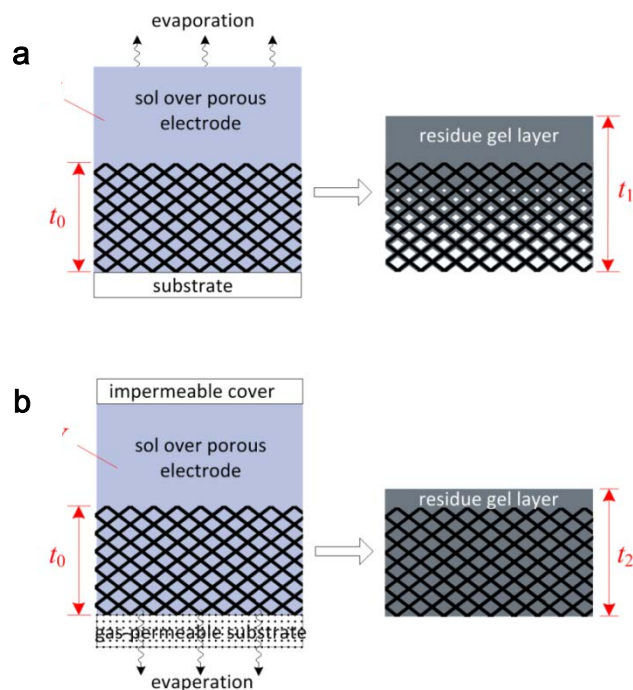 evaporation
a
sol over porous
electrode
residue gel layer
t0
t1
substrate
b
impermeable cover
sol over porous
electrode
residue gel layer
t0
t2
gas-permeable substrate
evaperation